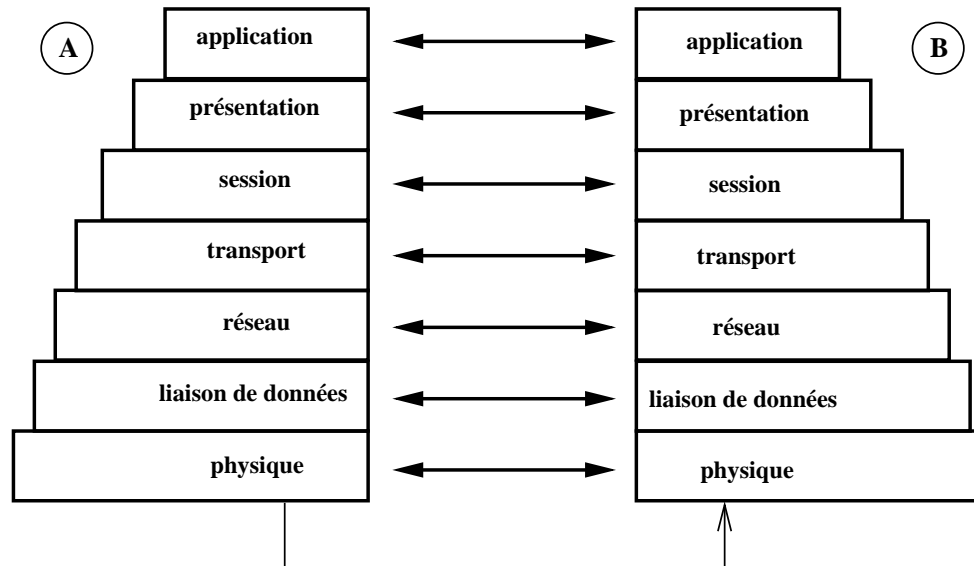 A
application
application
B
présentation
présentation
session
session
transport
transport
réseau
réseau
liaison de données
liaison de données
physique
physique